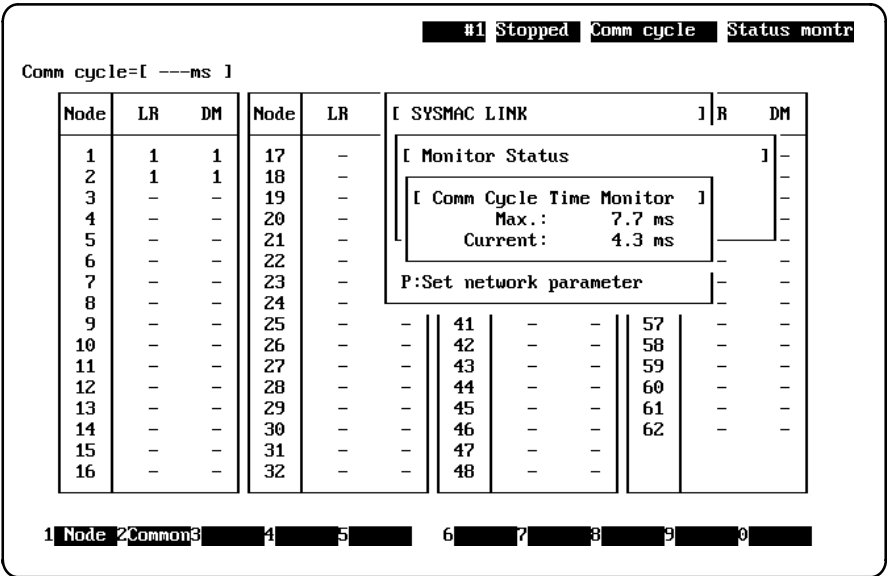 #1 Stopped Comm cycle Status montr
Comm cycle=[ ---ms ]
Node LR DM Node LR [ SYSMAC LINK ] R DM
1 1 1 17 – [ Monitor Status ] –
2 1 1 18 – –
3 – – 19 – [ Comm Cycle Time Monitor ] –
4 – – 20 – Max.: 7.7 ms –
5 – – 21 – Current: 4.3 ms –
6 – – 22 – – –
7 – – 23 – P:Set network parameter – –
8 – – 24 – – –
9 – – 25 – – 41 – – 57 – –
10 – – 26 – – 42 – – 58 – –
11 – – 27 – – 43 – – 59 – –
12 – – 28 – – 44 – – 60 – –
13 – – 29 – – 45 – – 61 – –
14 – – 30 – – 46 – – 62 – –
15 – – 31 – – 47 – –
16 – – 32 – – 48 – –
1 Node 2Common3 4 5 6 7 8 9 0